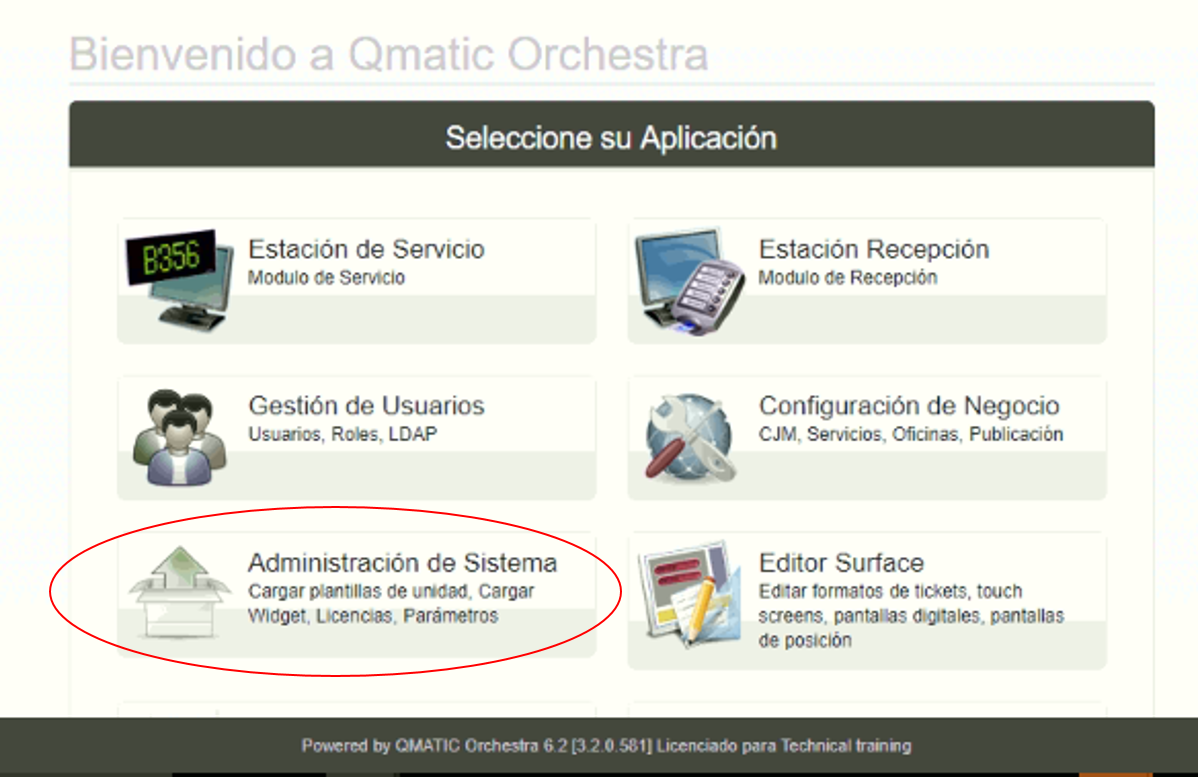 Bienvenido a Qmatic Orchestra
Seleccione su Aplicación
B356
Estación de Servicio
Modulo de Servicio
Estación Recepción
Modulo de Recepción
Gestión de Usuarios
Usuarios, Roles, LDAP
Configuración de Negocio
CJM, Servicios, Oficinas, Publicación
Administración de Sistema
Cargar plantillas de unidad, Cargar
Widget, Licencias, Parámetros
Editor Surface
Editar formatos de tickets, touch
screens, pantallas digitales, pantallas
de posición
Powered by QMATIC Orchestra 6.2 [3.2.0.581] Licenciado para Technical training